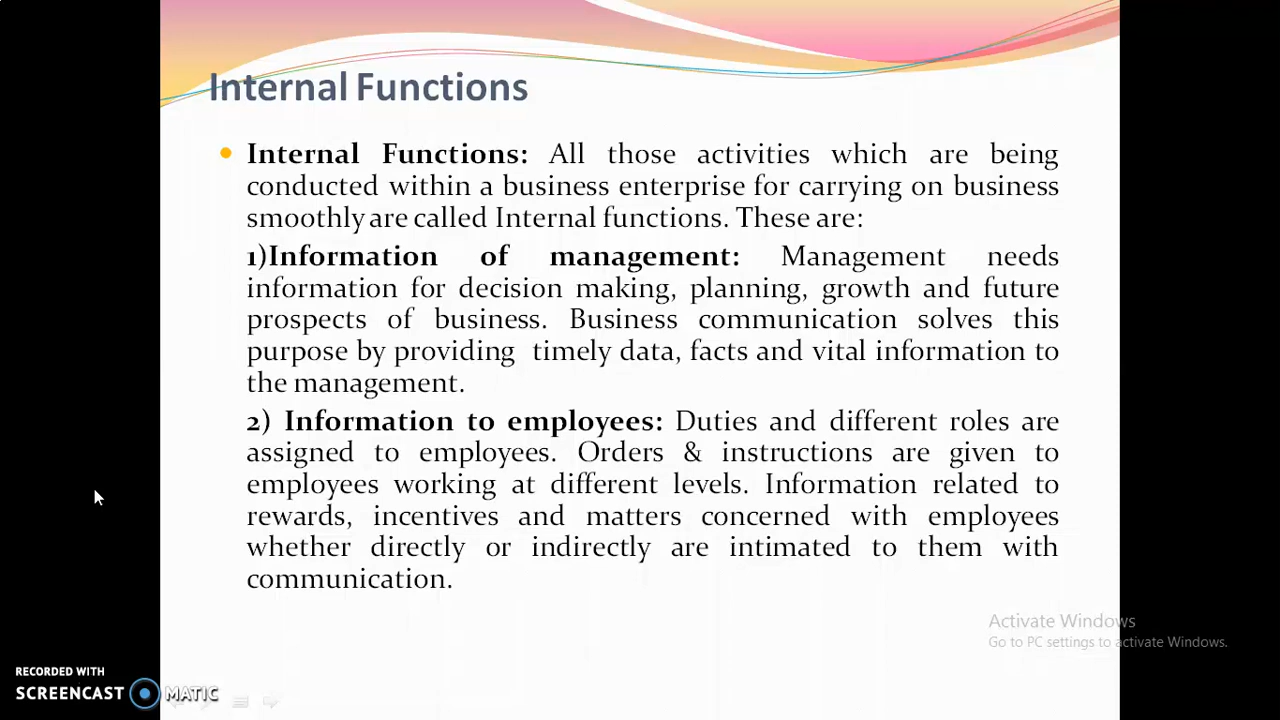 Internal Functions
Internal Functions: All those activities which are being
conducted within a business enterprise for carrying on business
smoothly are called Internal functions. These are:
1)Information of management: Management needs
information for decision making, planning, growth and future
prospects of business. Business communication solves this
purpose by providing timely data, facts and vital information to
the management.
2) Information to employees: Duties and different roles are
assigned to employees. Orders & instructions are given to
employees working at different levels. Information related to
rewards, incentives and matters concerned with employees
whether directly or indirectly are intimated to them with
communication.
Activate Windows
Go to PC settings to activate Windows.
RECORDED WITH
SCREENCAST MATIC